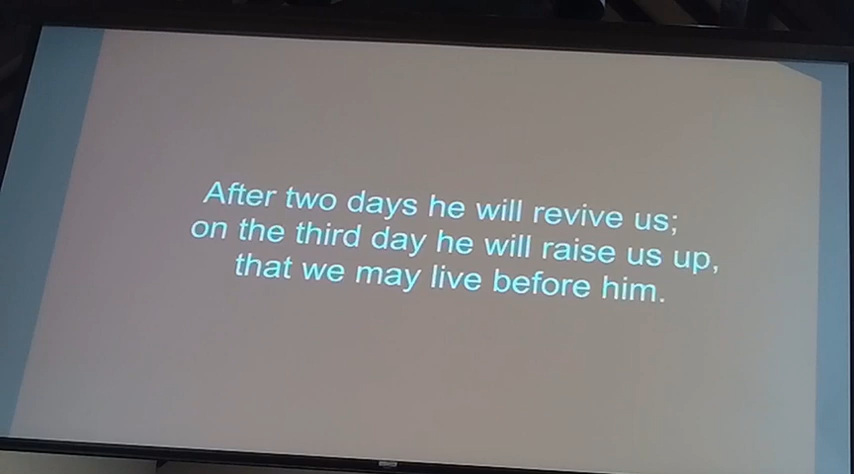 After two days he will revive us;
on the third day he will raise us up,
that we may live before him.